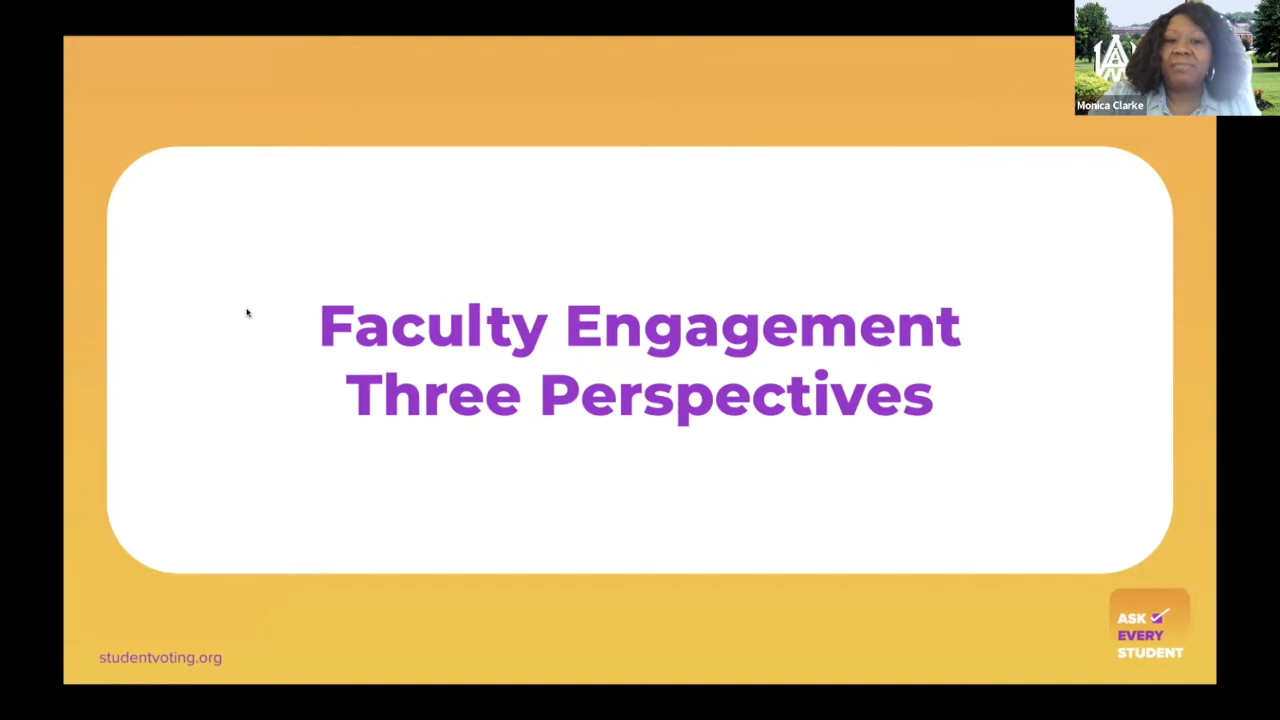 Monica Clarke
Faculty Engagement
Three Perspectives
studentvoting.org
ASK
EVERY
STUDENT